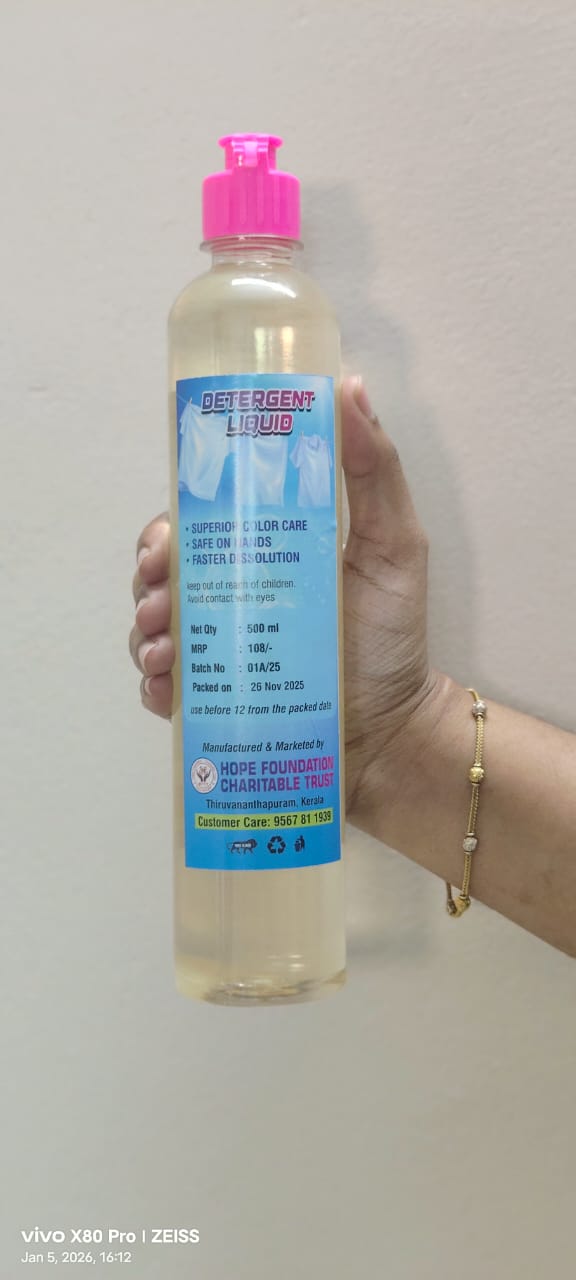 DETERGENT
LIQUID
• SUPERIOR COLOR CARE
• SAFE ON HANDS
• FASTER DISSOLUTION
keep out of reach of children.
Avoid contact with eyes
Net Qty : 500 ml
MRP : 108/-
Batch No : 01A/25
Packed on : 26 Nov 2025
use before 12 from the packed date
Manufactured & Marketed by
HOPE FOUNDATION
CHARITABLE TRUST
Thiruvananthapuram, Kerala
Customer Care: 9567 81 1939
vivo X80 Pro | ZEISS
Jan 5, 2026, 16:12